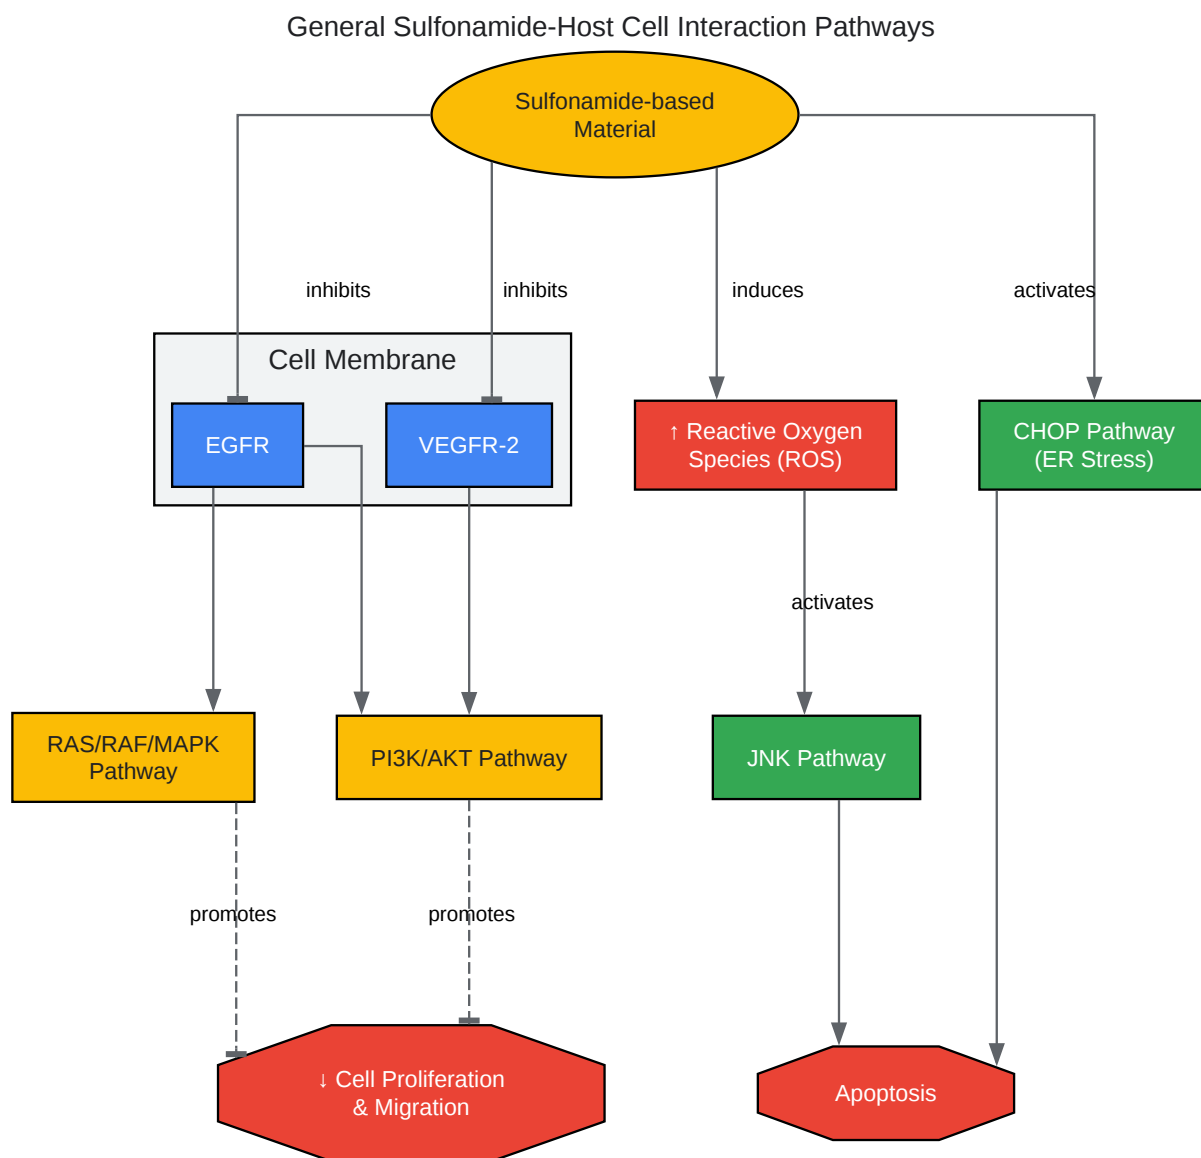 General Sulfonamide-Host Cell Interaction Pathways
Sulfonamide-based
Material
inhibits
inhibits
induces
activates
Cell Membrane
EGFR
VEGFR-2
↑ Reactive Oxygen
Species (ROS)
CHOP Pathway
(ER Stress)
activates
RAS/RAF/MAPK
Pathway
PI3K/AKT Pathway
JNK Pathway
promotes
promotes
↓ Cell Proliferation
& Migration
Apoptosis